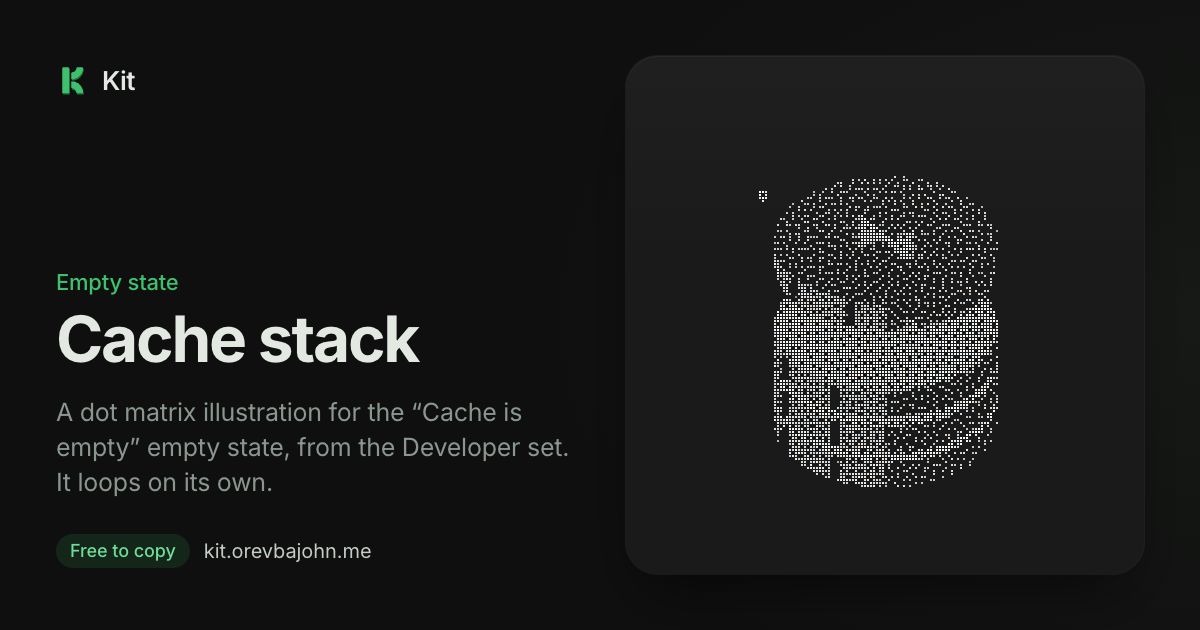 Kit
Empty state
Cache stack
A dot matrix illustration for the “Cache is
empty” empty state, from the Developer set.
It loops on its own.
Free to copy
kit.orevbajohn.me